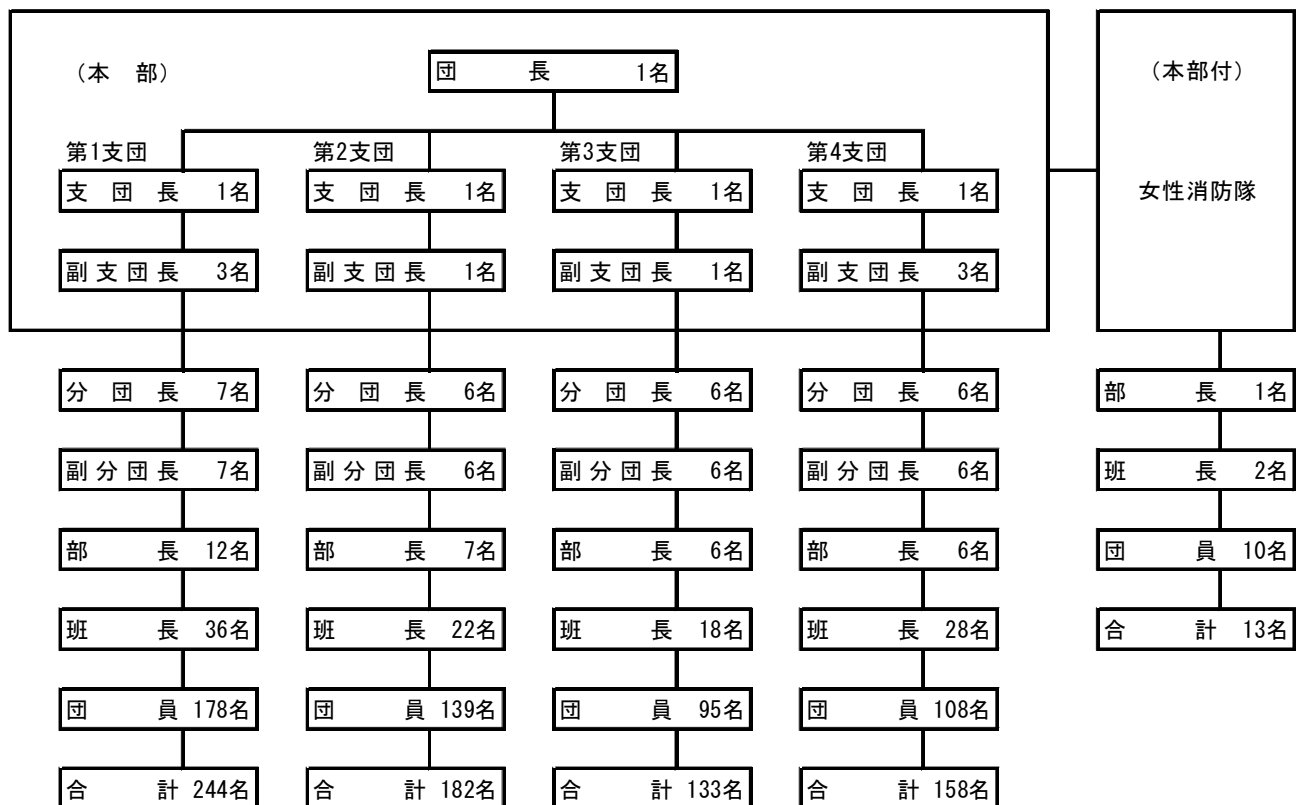 (本 部) 団 長 1名 (本部付)
第1支団 第2支団 第3支団 第4支団
支 団 長 1名 支 団 長 1名 支 団 長 1名 支 団 長 1名 女性消防隊
副支団長 3名 副支団長 1名 副支団長 1名 副支団長 3名
分 団 長 7名 分 団 長 6名 分 団 長 6名 分 団 長 6名 部 長 1名
副分団長 7名 副分団長 6名 副分団長 6名 副分団長 6名 班 長 2名
部 長 12名 部 長 7名 部 長 6名 部 長 6名 団 員 10名
班 長 36名 班 長 22名 班 長 18名 班 長 28名 合 計 13名
団 員 178名 団 員 139名 団 員 95名 団 員 108名
合 計 244名 合 計 182名 合 計 133名 合 計 158名